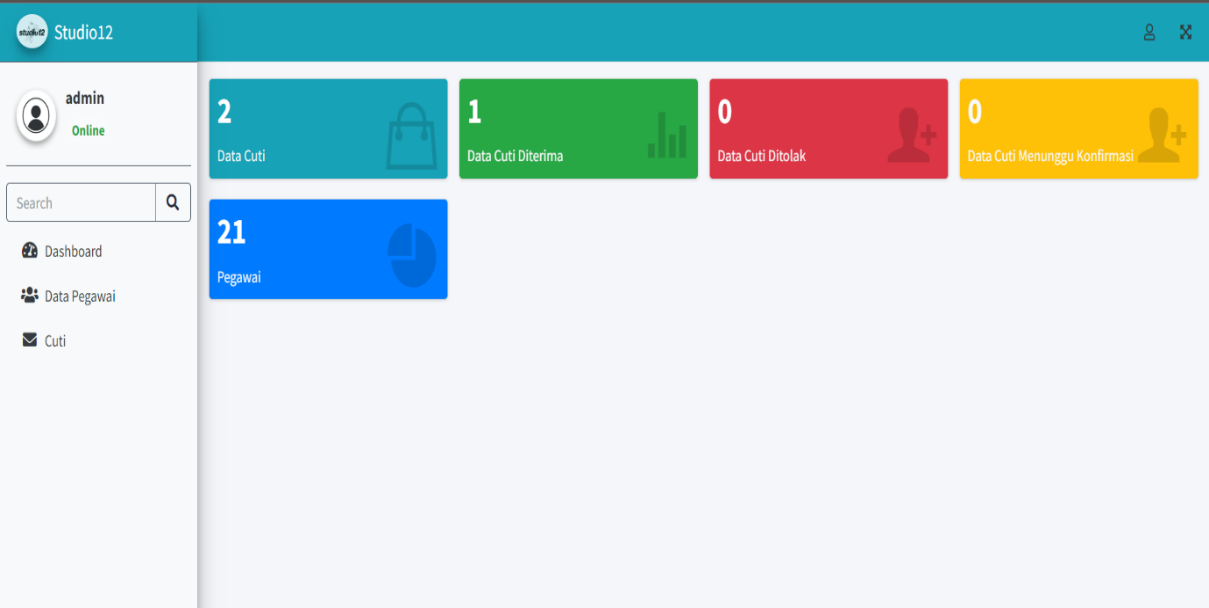 studio12
Studio12
admin
Online
Search
Dashboard
Data Pegawai
Cuti
2
Data Cuti
1
Data Cuti Diterima
0
Data Cuti Ditolak
0
Data Cuti Menunggu Konfirmasi
21
Pegawai